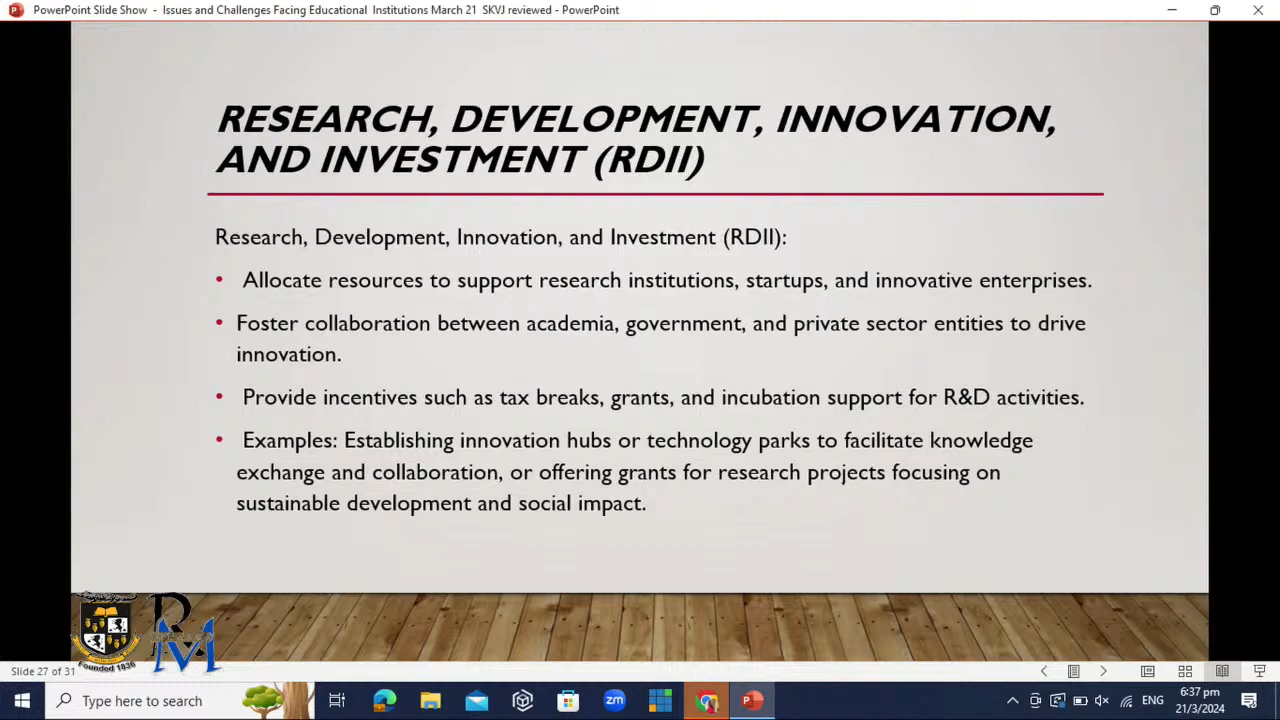 PowerPoint Slide Show - Issues and Challenges Facing Educational Institutions March 21 SKVJ reviewed - PowerPoint
RESEARCH, DEVELOPMENT, INNOVATION,
AND INVESTMENT (RDII)
Research, Development, Innovation, and Investment (RDII):
• Allocate resources to support research institutions, startups, and innovative enterprises.
• Foster collaboration between academia, government, and private sector entities to drive
innovation.
• Provide incentives such as tax breaks, grants, and incubation support for R&D activities.
• Examples: Establishing innovation hubs or technology parks to facilitate knowledge
exchange and collaboration, or offering grants for research projects focusing on
sustainable development and social impact.
Founded 1836
RM
Slide 27 of 31
Type here to search
zm
ENG
6:37 pm
21/3/2024